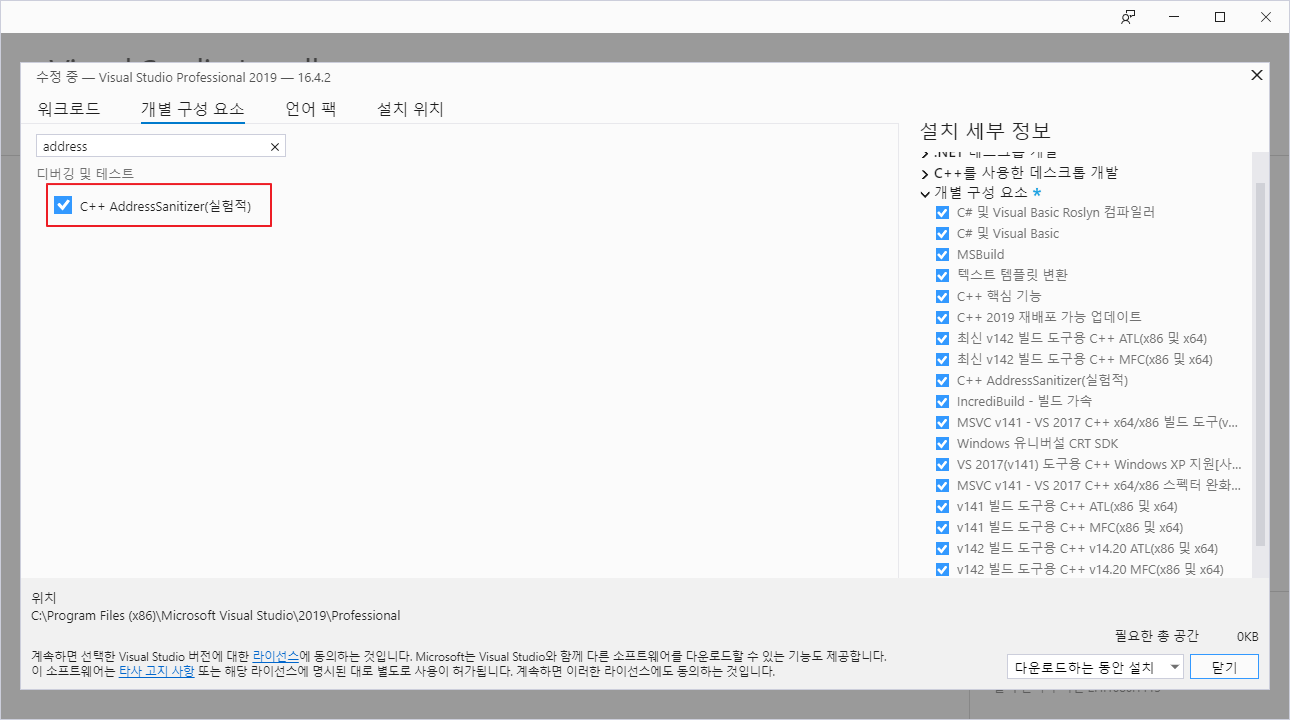 수정 중 — Visual Studio Professional 2019 — 16.4.2
워크로드
개별 구성 요소
언어 팩
설치 위치
address
디버깅 및 테스트
C++ AddressSanitizer(실험적)
설치 세부 정보
.NET 데스크톱 개발
C++를 사용한 데스크톱 개발
개별 구성 요소 *
C# 및 Visual Basic Roslyn 컴파일러
C# 및 Visual Basic
MSBuild
텍스트 템플릿 변환
C++ 핵심 기능
C++ 2019 재배포 가능 업데이트
최신 v142 빌드 도구용 C++ ATL(x86 및 x64)
최신 v142 빌드 도구용 C++ MFC(x86 및 x64)
C++ AddressSanitizer(실험적)
IncrediBuild - 빌드 가속
MSVC v141 - VS 2017 C++ x64/x86 빌드 도구(v...
Windows 유니버설 CRT SDK
VS 2017(v141) 도구용 C++ Windows XP 지원[사...
MSVC v141 - VS 2017 C++ x64/x86 스펙터 완화...
v141 빌드 도구용 C++ ATL(x86 및 x64)
v141 빌드 도구용 C++ MFC(x86 및 x64)
v142 빌드 도구용 C++ v14.20 ATL(x86 및 x64)
v142 빌드 도구용 C++ v14.20 MFC(x86 및 x64)
위치
C:\Program Files (x86)\Microsoft Visual Studio\2019\Professional
필요한 총 공간 0KB
계속하면 선택한 Visual Studio 버전에 대한 라이선스에 동의하는 것입니다. Microsoft는 Visual Studio와 함께 다른 소프트웨어를 다운로드할 수 있는 기능도 제공합니다.
이 소프트웨어는 타사 고지 사항 또는 해당 라이선스에 명시된 대로 별도로 사용이 허가됩니다. 계속하면 이러한 라이선스에도 동의하는 것입니다.
다운로드하는 동안 설치
닫기